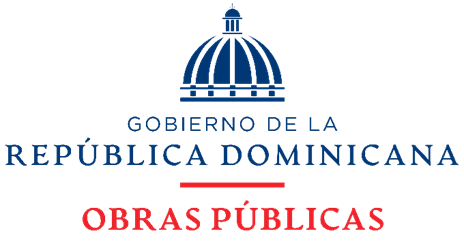 GOBIERNO DE LA
REPÚBLICA DOMINICANA
OBRAS PÚBLICAS